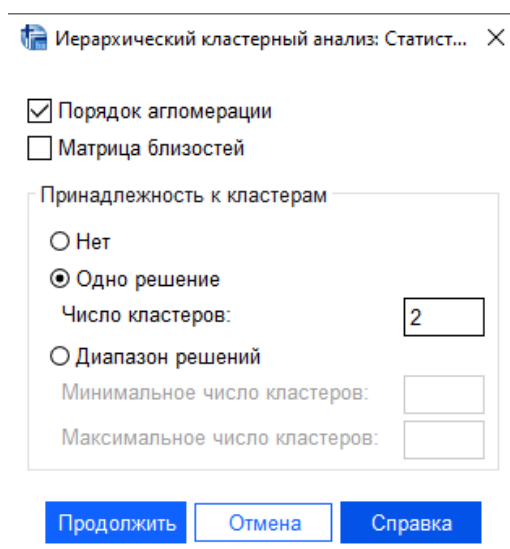 Иерархический кластерный анализ: Статист...
Порядок агломерации
Матрица близостей
Принадлежность к кластерам
Нет
Одно решение
Число кластеров: 2
Диапазон решений
Минимальное число кластеров:
Максимальное число кластеров:
Продолжить Отмена Справка